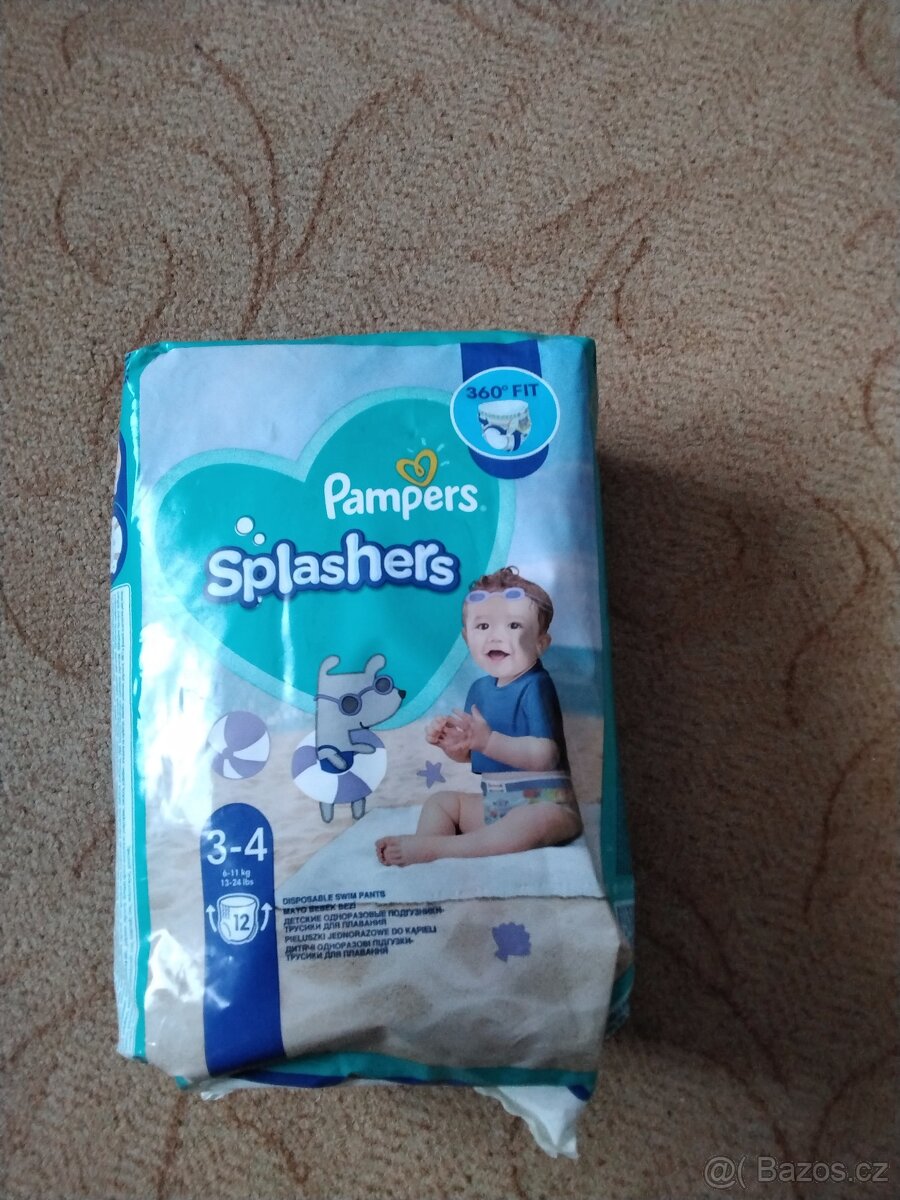 360° FIT
Pampers
Splashers
3-4
6-11 kg
13-24 lbs
12
DISPOSABLE SWIM PANTS
MAYO BEBEK BEZİ
ДЕТСКИЕ ОДНОРАЗОВЫЕ ПОДГУЗНИКИ-
ТРУСИКИ ДЛЯ ПЛАВАНИЯ
PIELUSZKI JEDNORAZOWE DO KĄPIELI
ДИТЯЧІ ОДНОРАЗОВІ ПІДГУЗКИ-
ТРУСИКИ ДЛЯ ПЛАВАННЯ
@( Bazos.cz